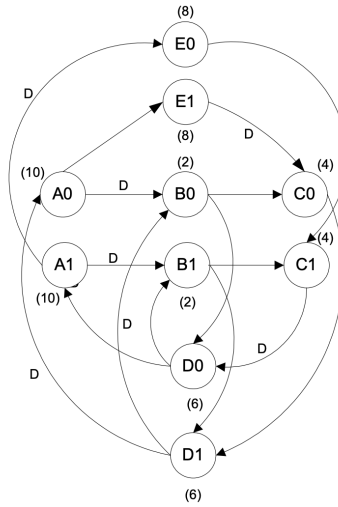 (8)
E0
D
E1
(8)
D
(10)
(2)
(4)
A0
D
B0
C0
(4)
A1
D
B1
C1
(10)
(2)
D
D
D0
D
(6)
D1
(6)